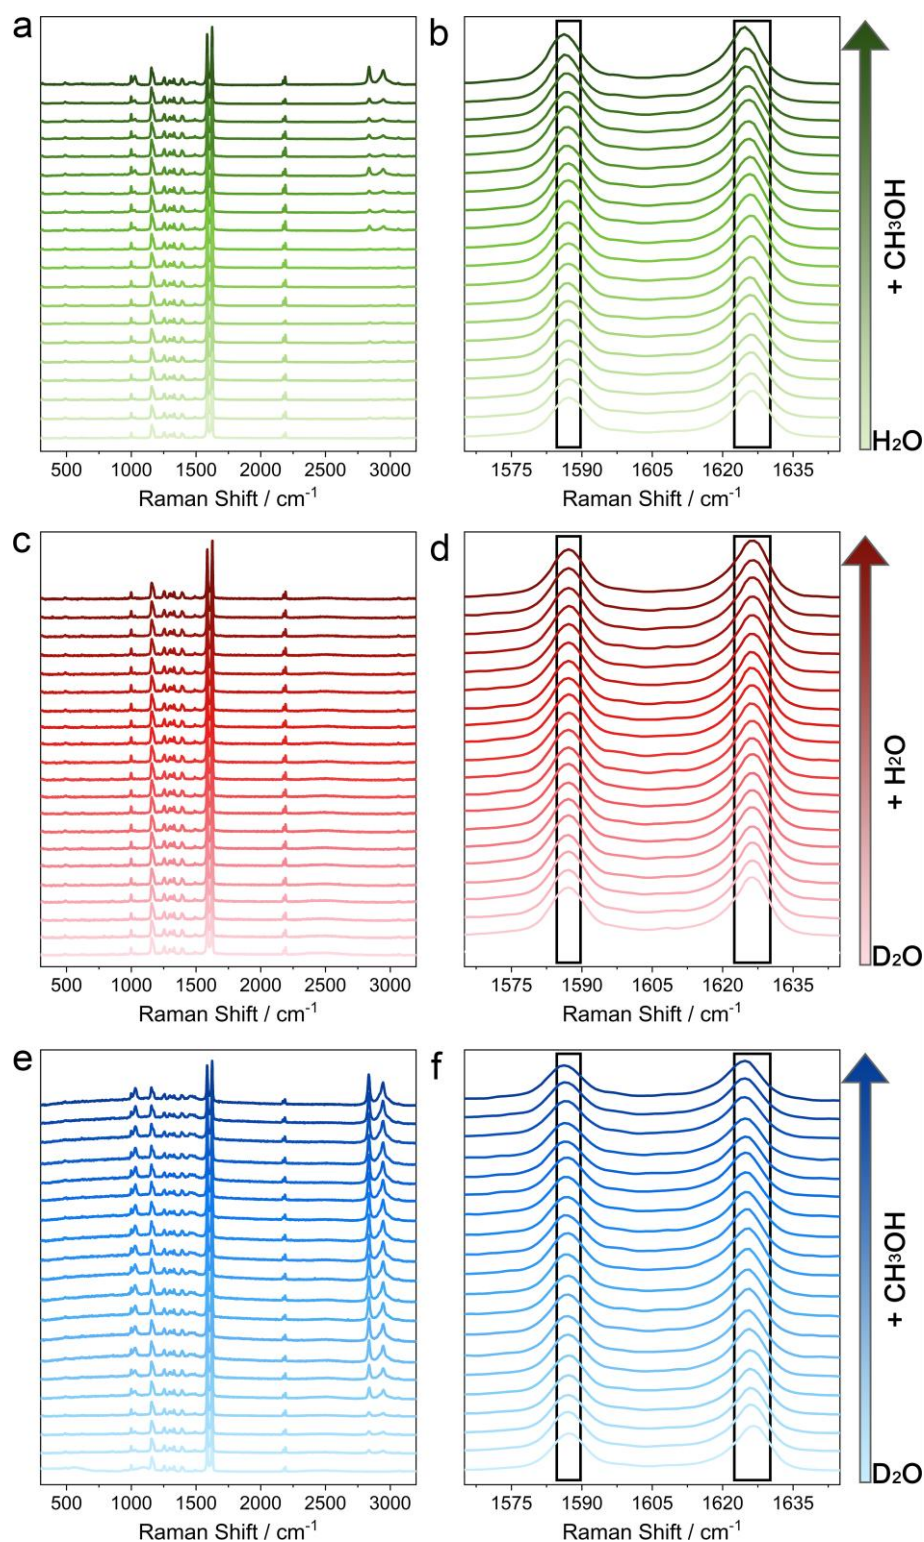 a
b
500 1000 1500 2000 2500 3000
Raman Shift / cm⁻¹
1575 1590 1605 1620 1635
Raman Shift / cm⁻¹
+ CH³OH
H₂O
c
d
500 1000 1500 2000 2500 3000
Raman Shift / cm⁻¹
1575 1590 1605 1620 1635
Raman Shift / cm⁻¹
+ H²O
D₂O
e
f
500 1000 1500 2000 2500 3000
Raman Shift / cm⁻¹
1575 1590 1605 1620 1635
Raman Shift / cm⁻¹
+ CH³OH
D₂O